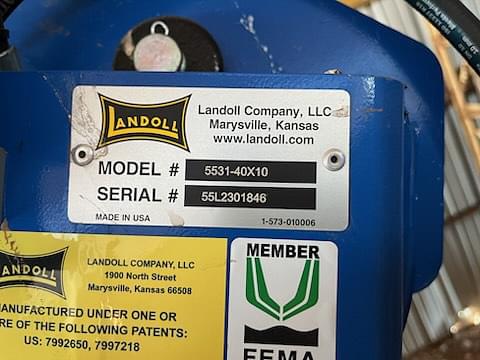 LANDOLL
Landoll Company, LLC
Marysville, Kansas
www.landoll.com
MODEL # 5531-40X10
SERIAL # 55L2301846
MADE IN USA
1-573-010006
LANDOLL
LANDOLL COMPANY, LLC
1900 North Street
Marysville, Kansas 66508
MANUFACTURED UNDER ONE OR
RE OF THE FOLLOWING PATENTS:
US: 7992650, 7997218
MEMBER
FEMA